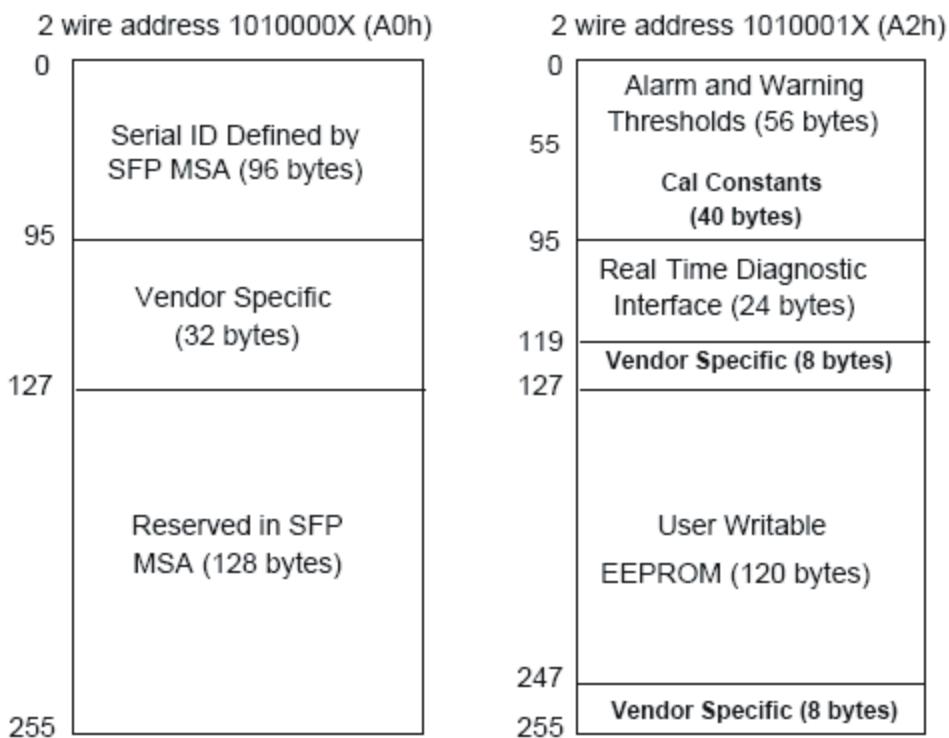 2 wire address 1010000X (A0h)
0
Serial ID Defined by
SFP MSA (96 bytes)
95
Vendor Specific
(32 bytes)
127
Reserved in SFP
MSA (128 bytes)
255
2 wire address 1010001X (A2h)
0
Alarm and Warning
Thresholds (56 bytes)
55
Cal Constants
(40 bytes)
95
Real Time Diagnostic
Interface (24 bytes)
119
Vendor Specific (8 bytes)
127
User Writable
EEPROM (120 bytes)
247
Vendor Specific (8 bytes)
255